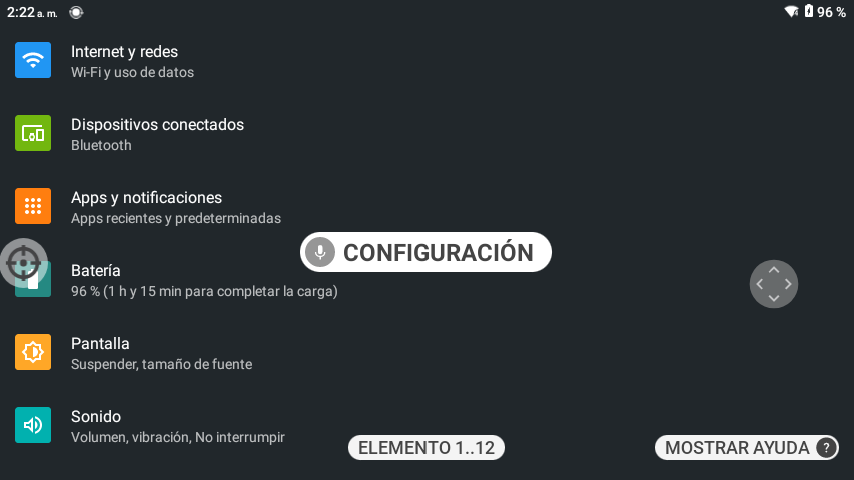 2:22 a. m.
96 %
Internet y redes
Wi-Fi y uso de datos
Dispositivos conectados
Bluetooth
Apps y notificaciones
Apps recientes y predeterminadas
CONFIGURACIÓN
Batería
96 % (1 h y 15 min para completar la carga)
Pantalla
Suspender, tamaño de fuente
Sonido
Volumen, vibración, No interrumpir
ELEMENTO 1..12
MOSTRAR AYUDA ?